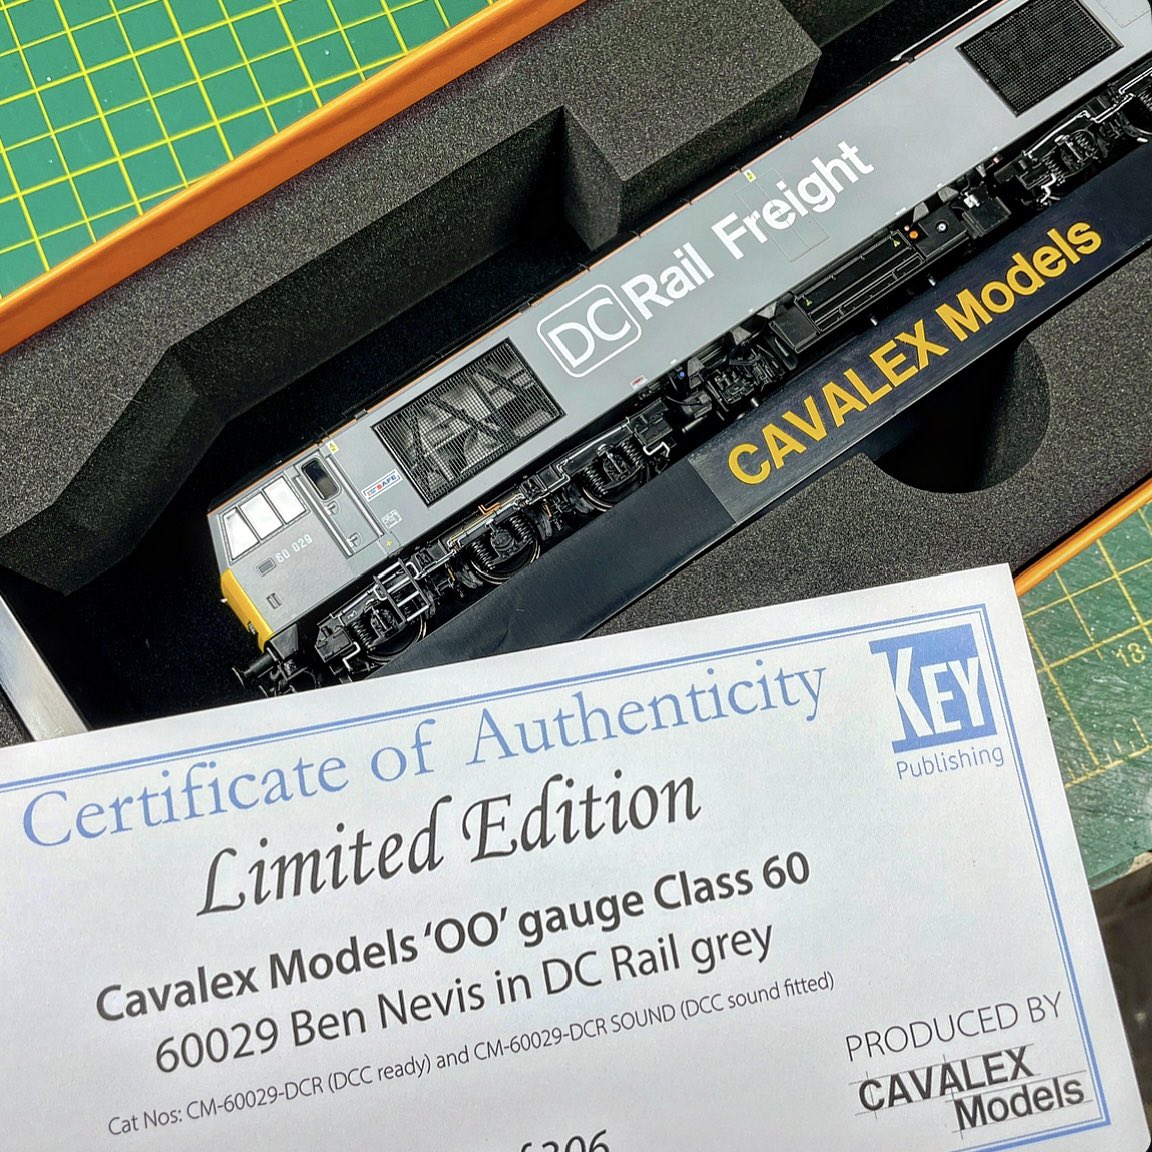 DC Rail Freight
SAFE
60 029
CAVALEX Models
18
Certificate of Authenticity
KEY
Publishing
Limited Edition
Cavalex Models ‘OO’ gauge Class 60
60029 Ben Nevis in DC Rail grey
Cat Nos: CM-60029-DCR (DCC ready) and CM-60029-DCR SOUND (DCC sound fitted)
PRODUCED BY
CAVALEX
Models